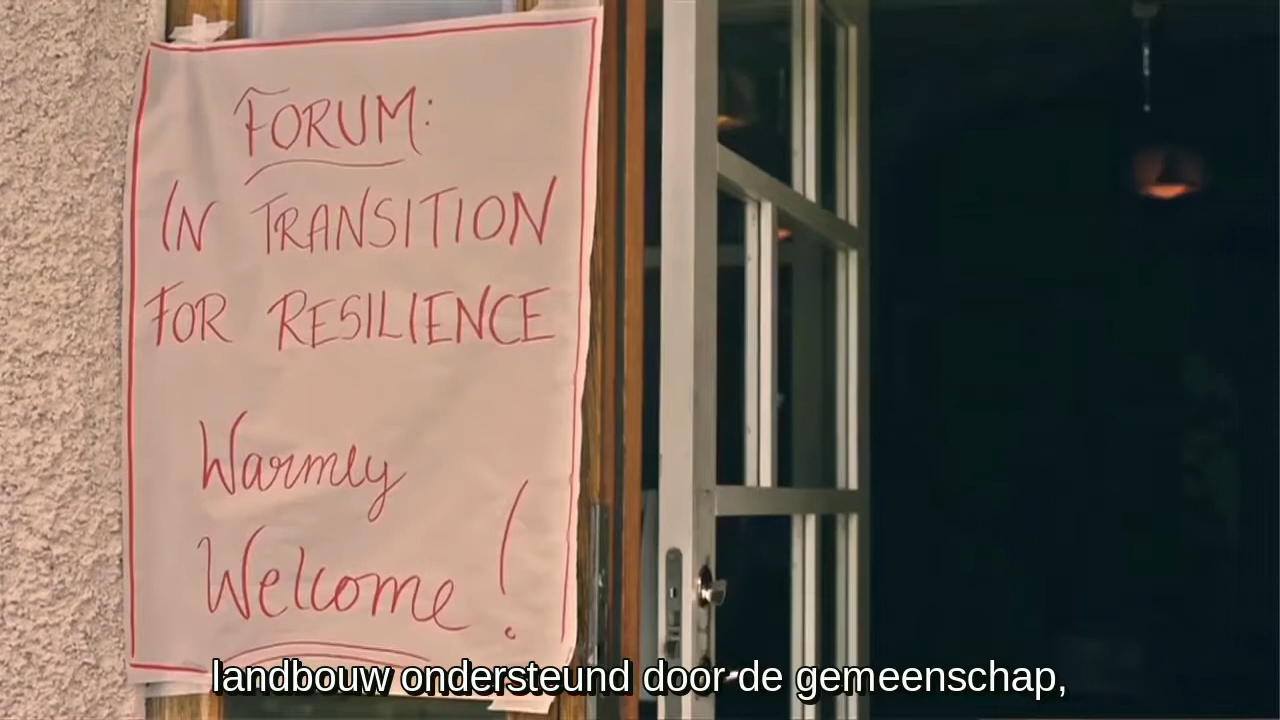 FORUM:
IN TRANSITION
FOR RESILIENCE
Warmly
Welcome!
landbouw ondersteund door de gemeenschap,